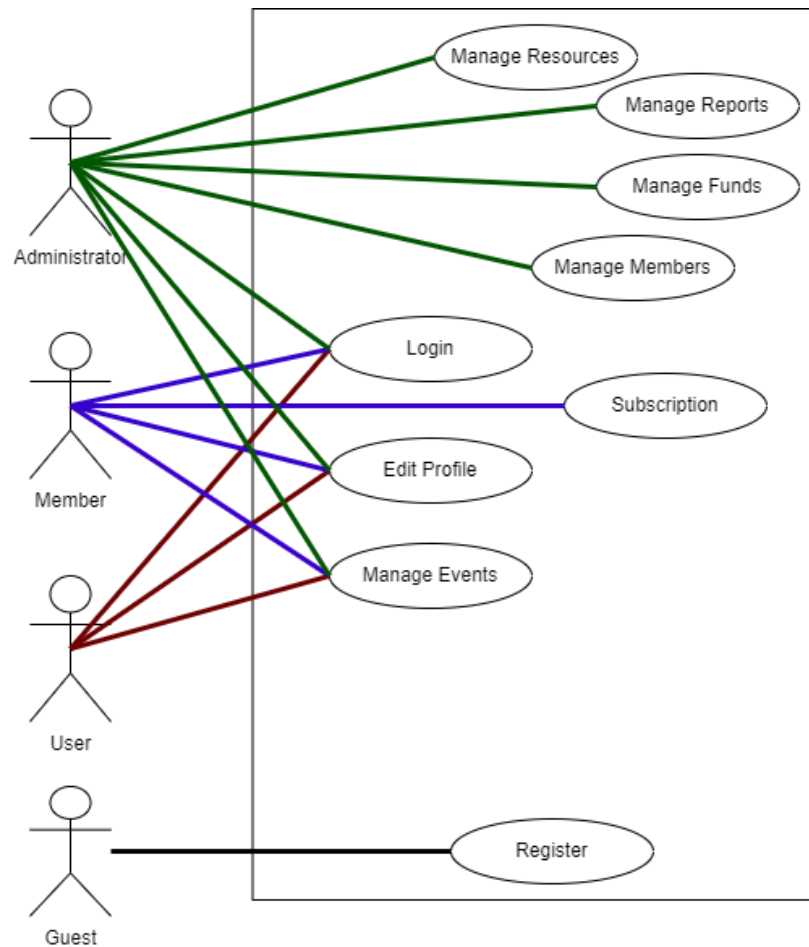 Manage Resources
Manage Reports
Manage Funds
Administrator
Manage Members
Login
Subscription
Edit Profile
Member
Manage Events
User
Register
Guest